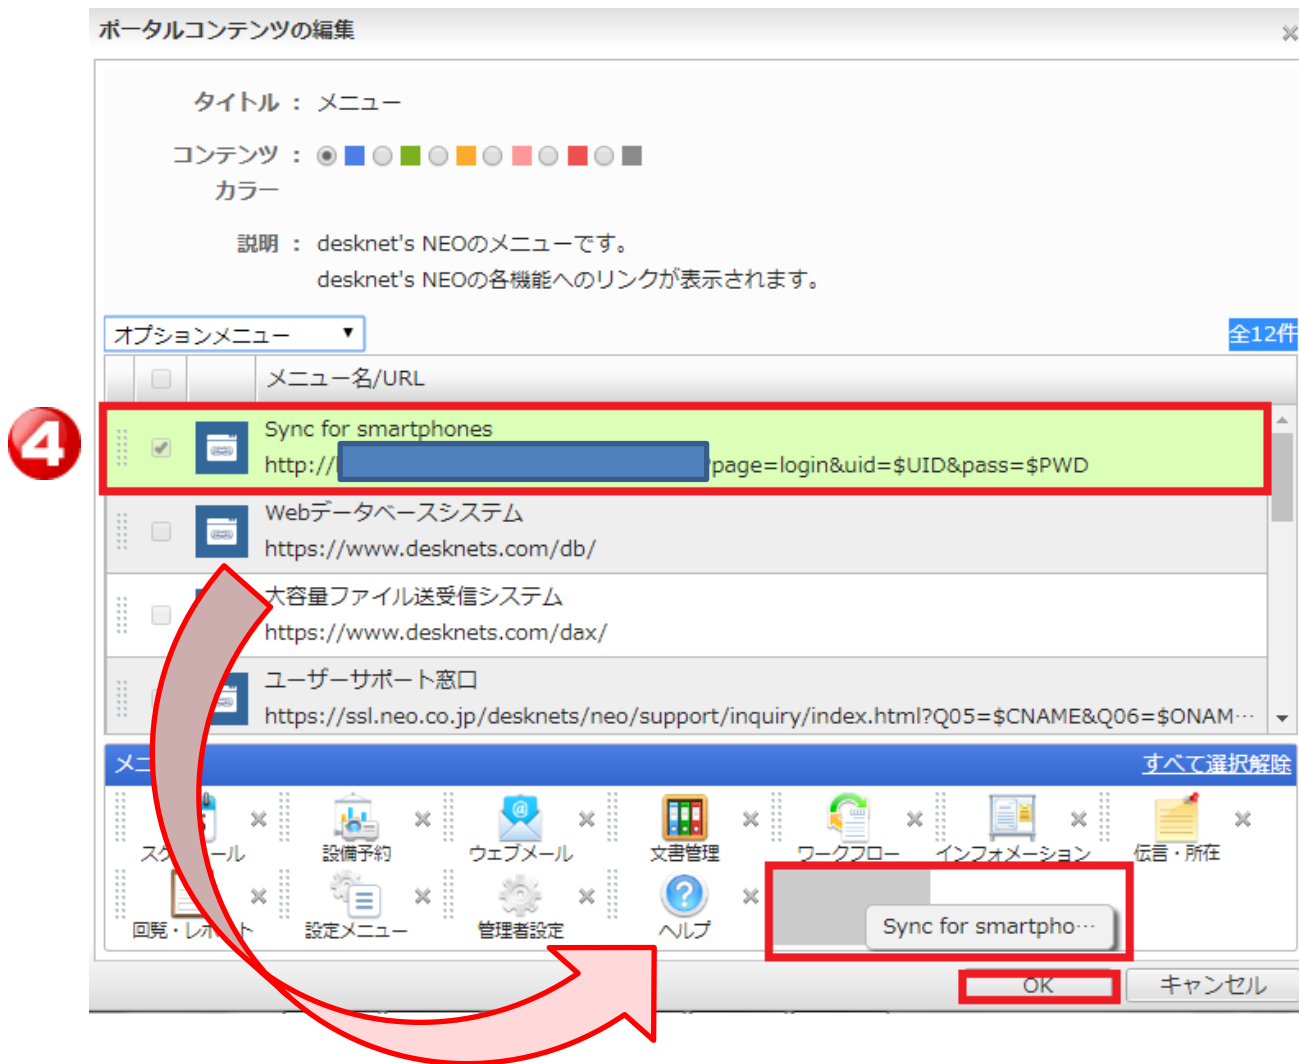 ポータルコンテンツの編集
タイトル : メニュー
コンテンツ :
カラー
説明 : desknet's NEOのメニューです。
desknet's NEOの各機能へのリンクが表示されます。
オプションメニュー
全12件
メニュー名/URL
4
Sync for smartphones
http:// page=login&uid=$UID&pass=$PWD
Webデータベースシステム
https://www.desknets.com/db/
大容量ファイル送受信システム
https://www.desknets.com/dax/
ユーザーサポート窓口
https://ssl.neo.co.jp/desknets/neo/support/inquiry/index.html?Q05=$CNAME&Q06=$ONAM…
すべて選択解除
設備予約 ウェブメール 文書管理 ワークフロー インフォメーション 伝言・所在
設定メニュー 管理者設定 ヘルプ
Sync for smartpho…
OK キャンセル